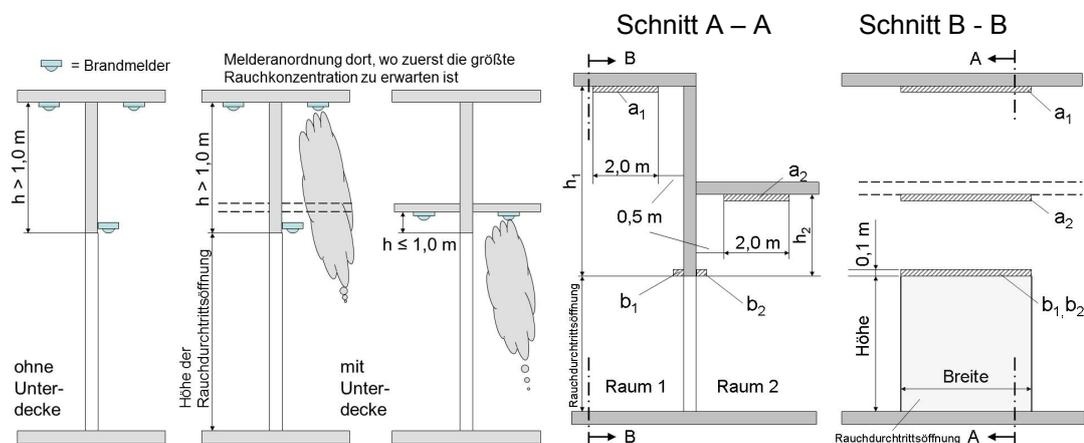 = Brandmelder
Melderanordnung dort, wo zuerst die größte
Rauchkonzentration zu erwarten ist
h > 1,0 m
h > 1,0 m
h ≤ 1,0 m
Höhe der
Rauchdurchtrittsöffnung
ohne
Unter-
decke
mit
Unter-
decke
Schnitt A – A
B
a1
h1
2,0 m
a2
0,5 m
2,0 m
h2
b1
b2
Rauchdurchtrittsöffnung
Raum 1
Raum 2
B
Schnitt B - B
A
a1
a2
0,1 m
b1,b2
Höhe
Breite
Rauchdurchtrittsöffnung
A